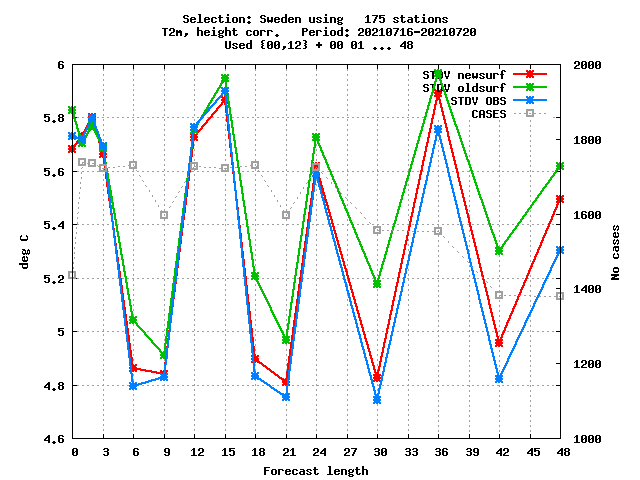 Selection: Sweden using   175 stations
T2m, height corr.   Period: 20210716-20210720
Used {00,12} + 00 01 ... 48
6
5.8
5.6
5.4
5.2
5
4.8
4.6
deg C
STDV newsurf
STDV oldsurf
STDV OBS
CASES
2000
1800
1600
1400
1200
1000
No cases
0 3 6 9 12 15 18 21 24 27 30 33 36 39 42 45 48
Forecast length